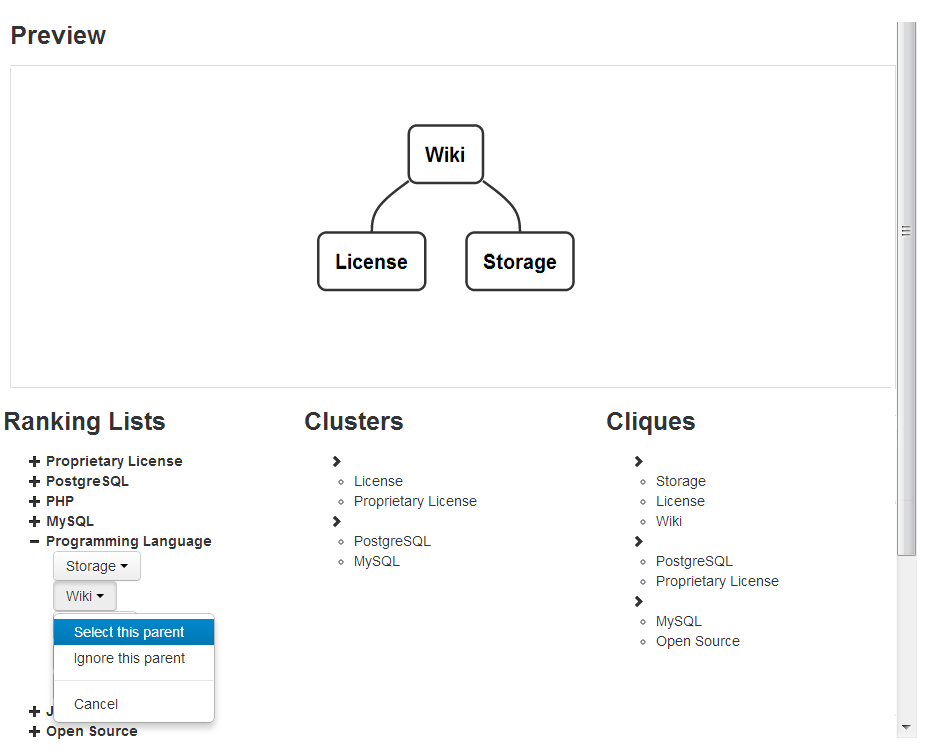 Preview
Wiki
License
Storage
Ranking Lists
Proprietary License
PostgreSQL
PHP
MySQL
Programming Language
Storage
Wiki
Select this parent
Ignore this parent
Cancel
Open Source
Clusters
License
Proprietary License
PostgreSQL
MySQL
Cliques
Storage
License
Wiki
PostgreSQL
Proprietary License
MySQL
Open Source